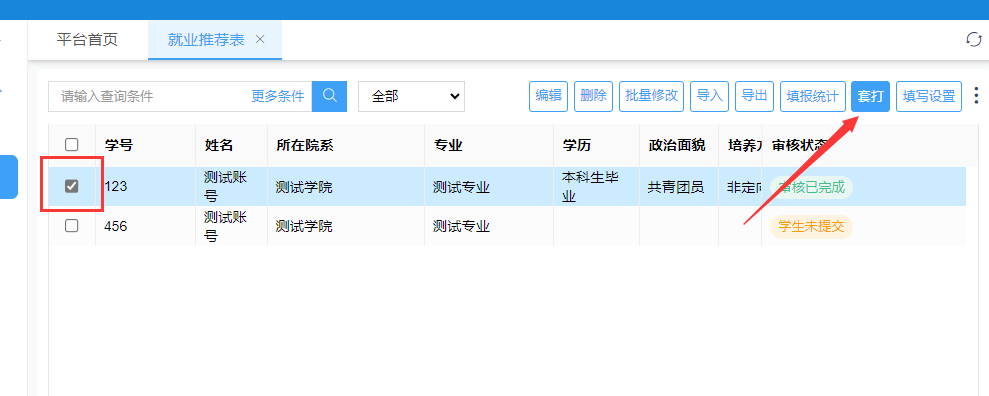 平台首页 就业推荐表
请输入查询条件 更多条件 全部 编辑 删除 批量修改 导入 导出 填报统计 套打 填写设置
学号 姓名 所在院系 专业 学历 政治面貌 培养 审核状态
123 测试账号 测试学院 测试专业 本科生毕业 共青团员 非定向 审核已完成
456 测试账号 测试学院 测试专业 学生未提交